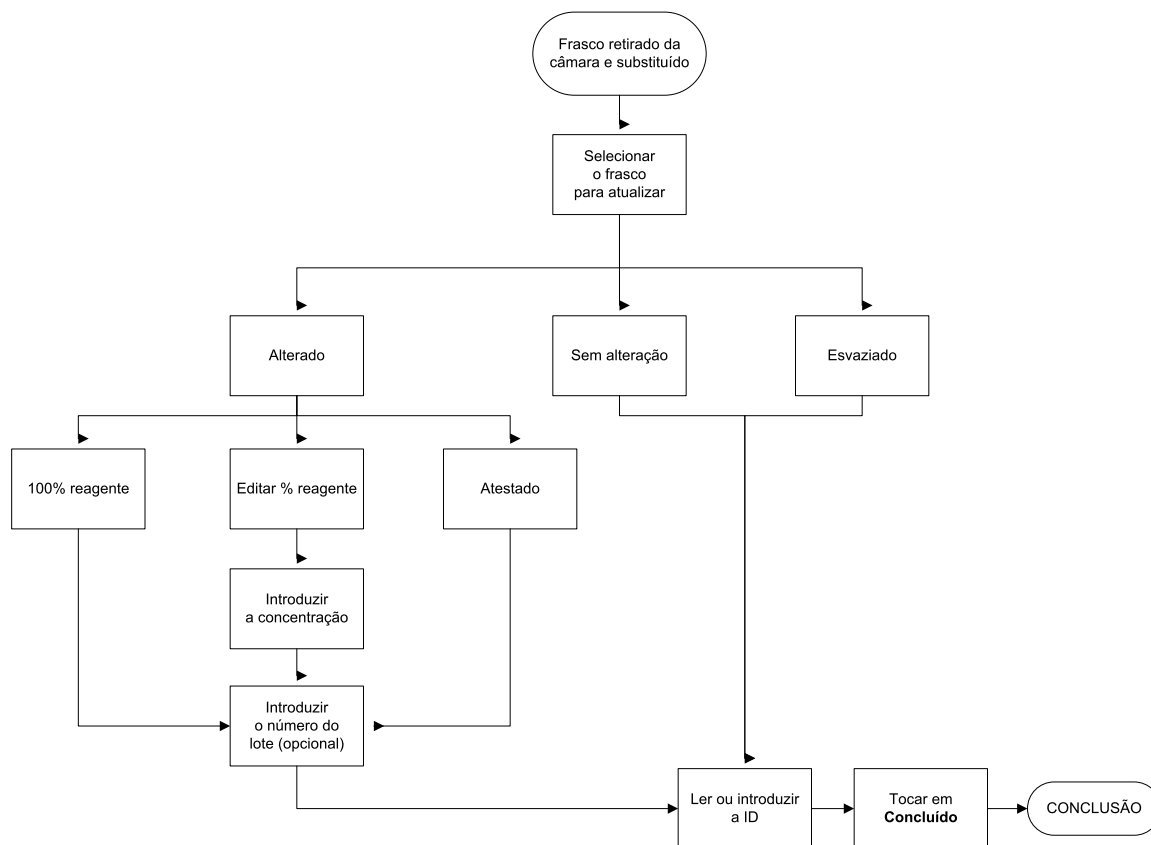 Frasco retirado da
câmara e substituído
Selecionar
o frasco
para atualizar
Alterado
Sem alteração
Esvaziado
100% reagente
Editar % reagente
Atestado
Introduzir
a concentração
Introduzir
o número do
lote (opcional)
Ler ou introduzir
a ID
Tocar em
Concluído
CONCLUSÃO